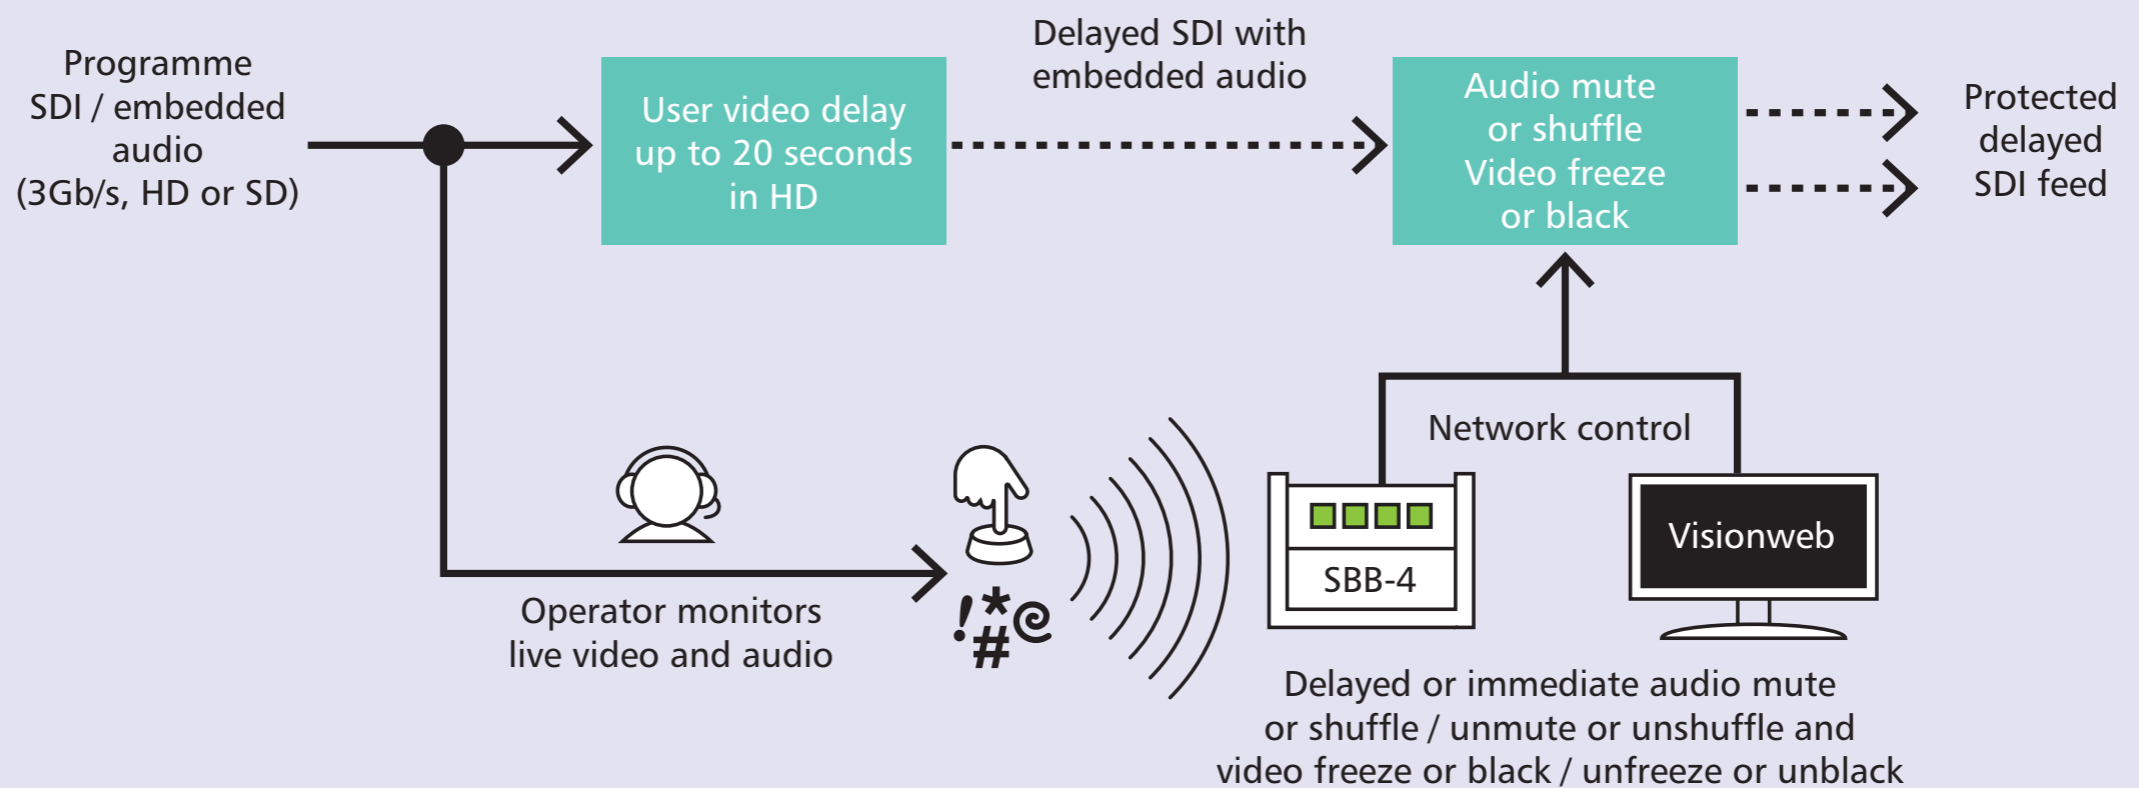 Programme
SDI / embedded
audio
(3Gb/s, HD or SD)
User video delay
up to 20 seconds
in HD
Delayed SDI with
embedded audio
Audio mute
or shuffle
Video freeze
or black
Protected
delayed
SDI feed
Operator monitors
live video and audio
!*#@
Network control
SBB-4
Visionweb
Delayed or immediate audio mute
or shuffle / unmute or unshuffle and
video freeze or black / unfreeze or unblack